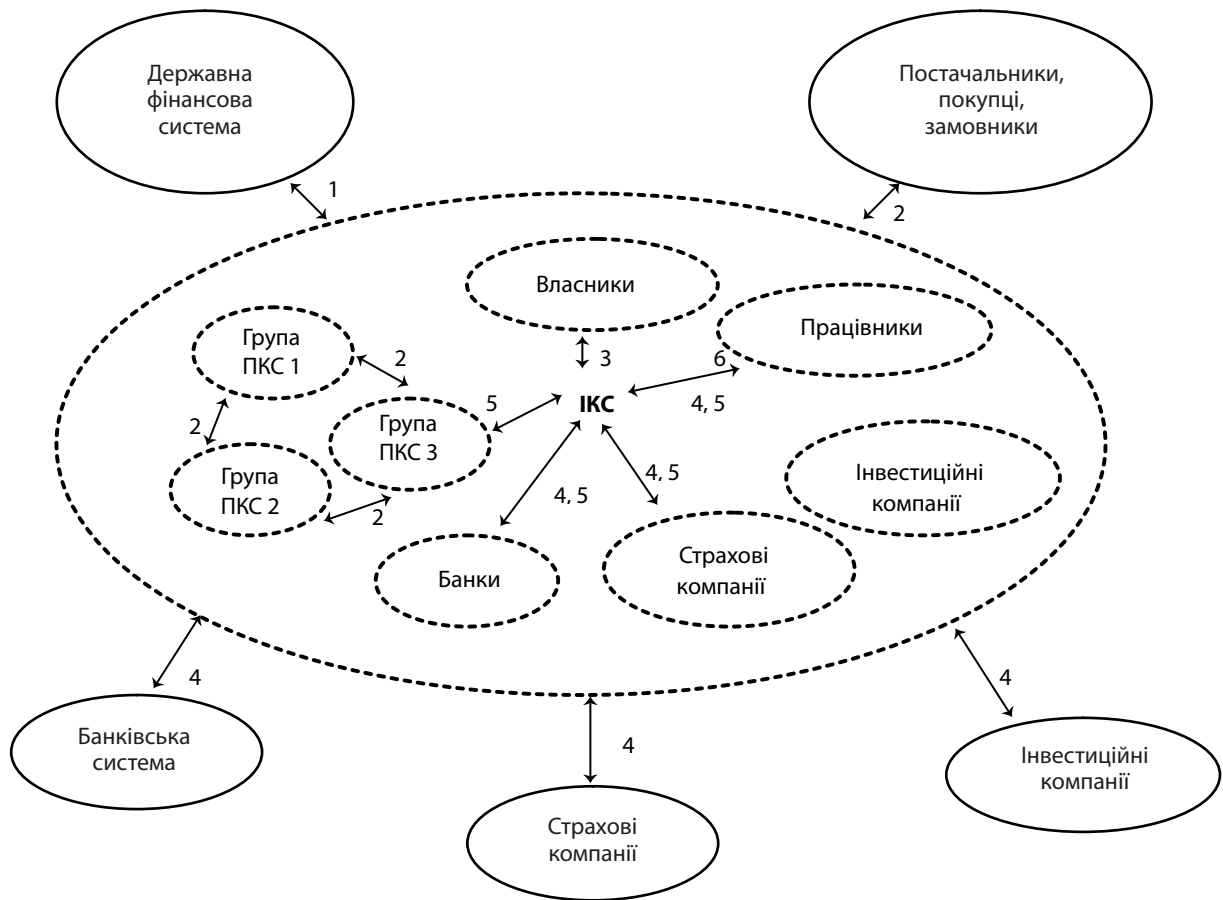 Державна
фінансова
система
Постачальники,
покупці,
замовники
1
2
Власники
Працівники
Група
ПКС 1
2
3
6
ІКС
4, 5
5
Група
ПКС 3
2
Група
ПКС 2
2
4, 5
4, 5
Інвестиційні
компанії
Банки
Страхові
компанії
4
4
4
Банківська
система
Страхові
компанії
Інвестиційні
компанії